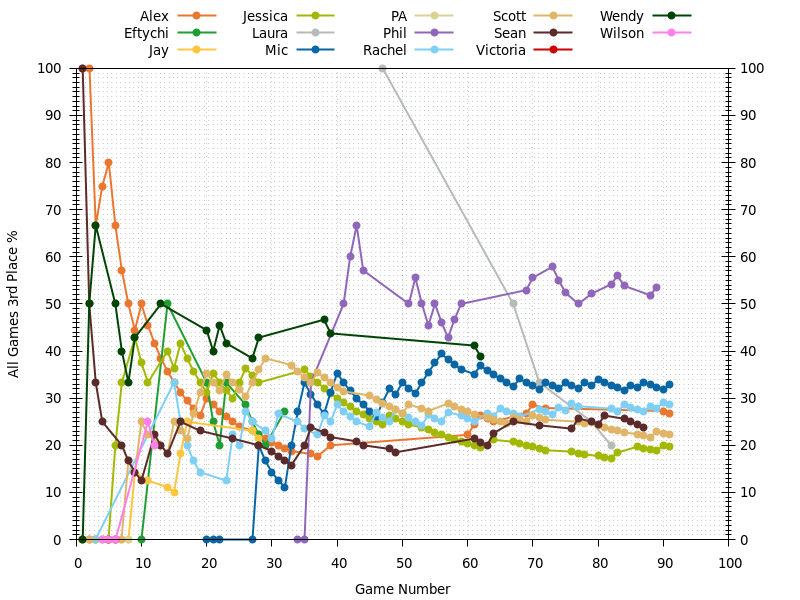 Alex Jessica PA Scott Wendy
Eftychi Laura Phil Sean Wilson
Jay Mic Rachel Victoria
100 100
90 90
80 80
70 70
60 60
50 50
40 40
30 30
20 20
10 10
0 0
All Games 3rd Place %
0 10 20 30 40 50 60 70 80 90 100
Game Number